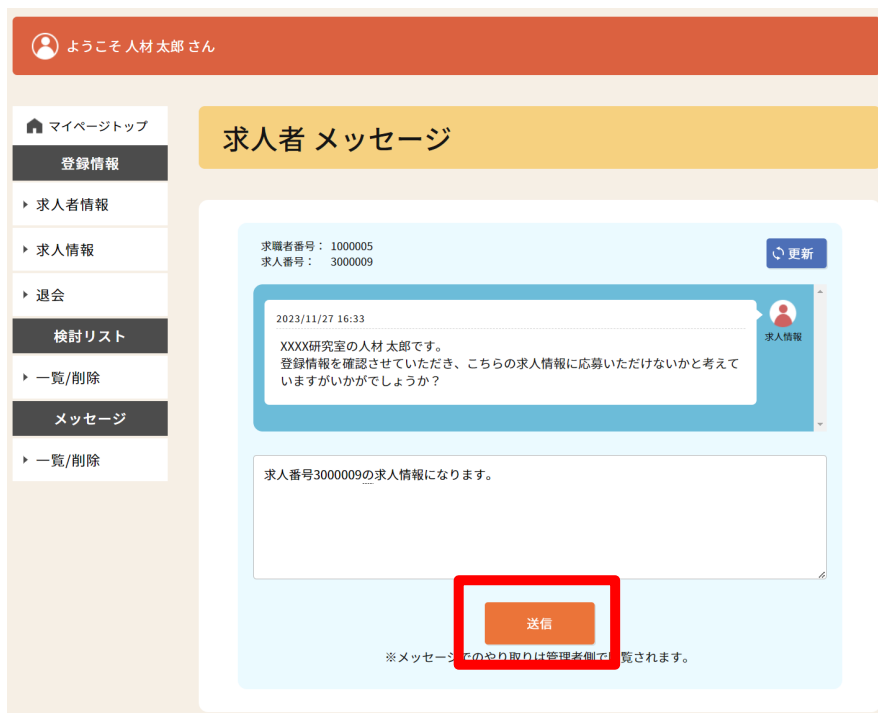 ようこそ 人材 太郎 さん
マイページトップ
登録情報
求人者情報
求人情報
退会
検討リスト
一覧/削除
メッセージ
一覧/削除
求人者 メッセージ
求職者番号： 1000005
求人番号： 3000009
更新
2023/11/27 16:33
XXXX研究室の人材 太郎です。
登録情報を確認させていただき、こちらの求人情報に応募いただけないかと考えて
いますがいかがでしょうか？
求人情報
求人番号3000009の求人情報になります。
送信
※メッセージでのやり取りは管理者側で閲覧されます。